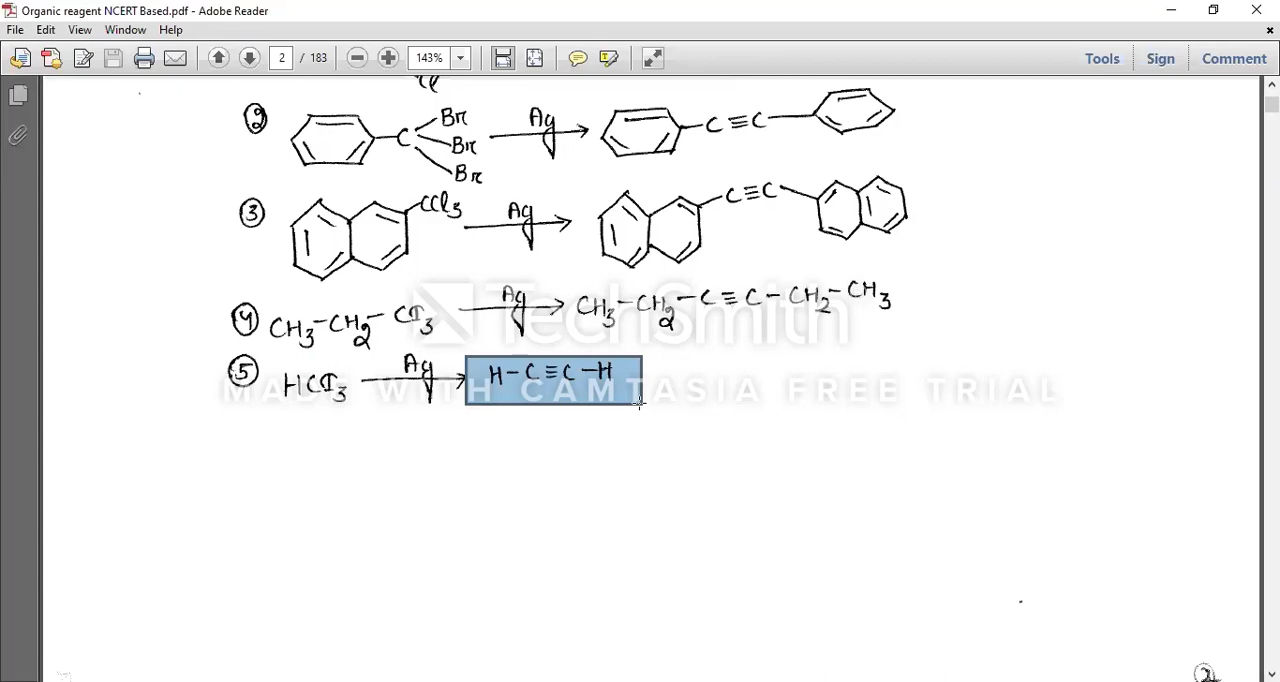 Organic reagent NCERT Based.pdf - Adobe Reader
File Edit View Window Help
2 / 183 143% Tools Sign Comment
② C Br Br Br Ag C≡C
③ CCl3 Ag C≡C
④ CH3-CH2-CI3 Ag CH3-CH2-C≡C-CH2-CH3
⑤ HCI3 Ag H-C≡C-H
TechSmith
MADE WITH CAMTASIA FREE TRIAL
2